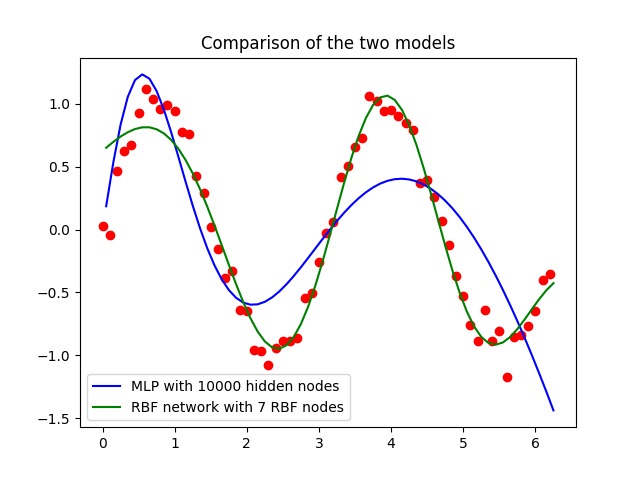 Comparison of the two models
1.0
0.5
0.0
−0.5
−1.0
−1.5
MLP with 10000 hidden nodes
RBF network with 7 RBF nodes
0 1 2 3 4 5 6